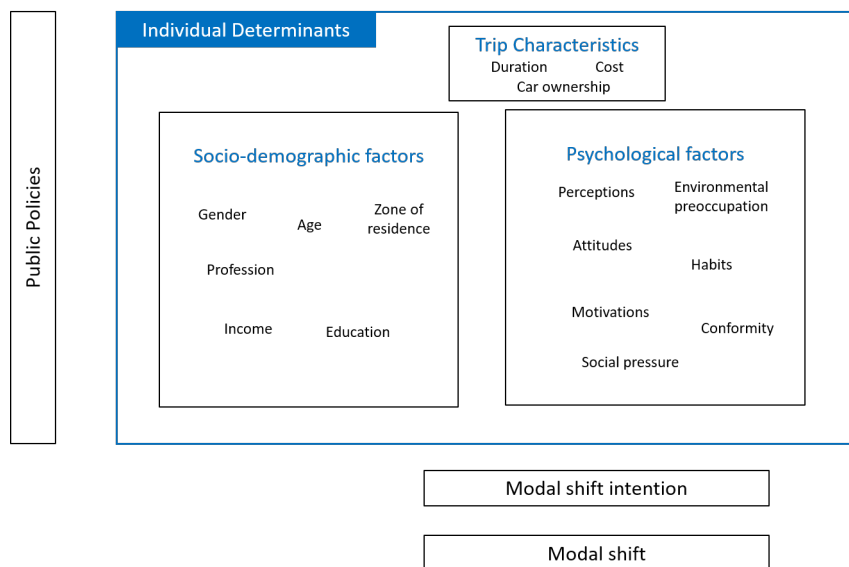 Public Policies
Individual Determinants
Trip Characteristics
Duration Cost
Car ownership
Socio-demographic factors
Gender
Age
Zone of
residence
Profession
Income
Education
Psychological factors
Perceptions
Environmental
preoccupation
Attitudes
Habits
Motivations
Conformity
Social pressure
Modal shift intention
Modal shift